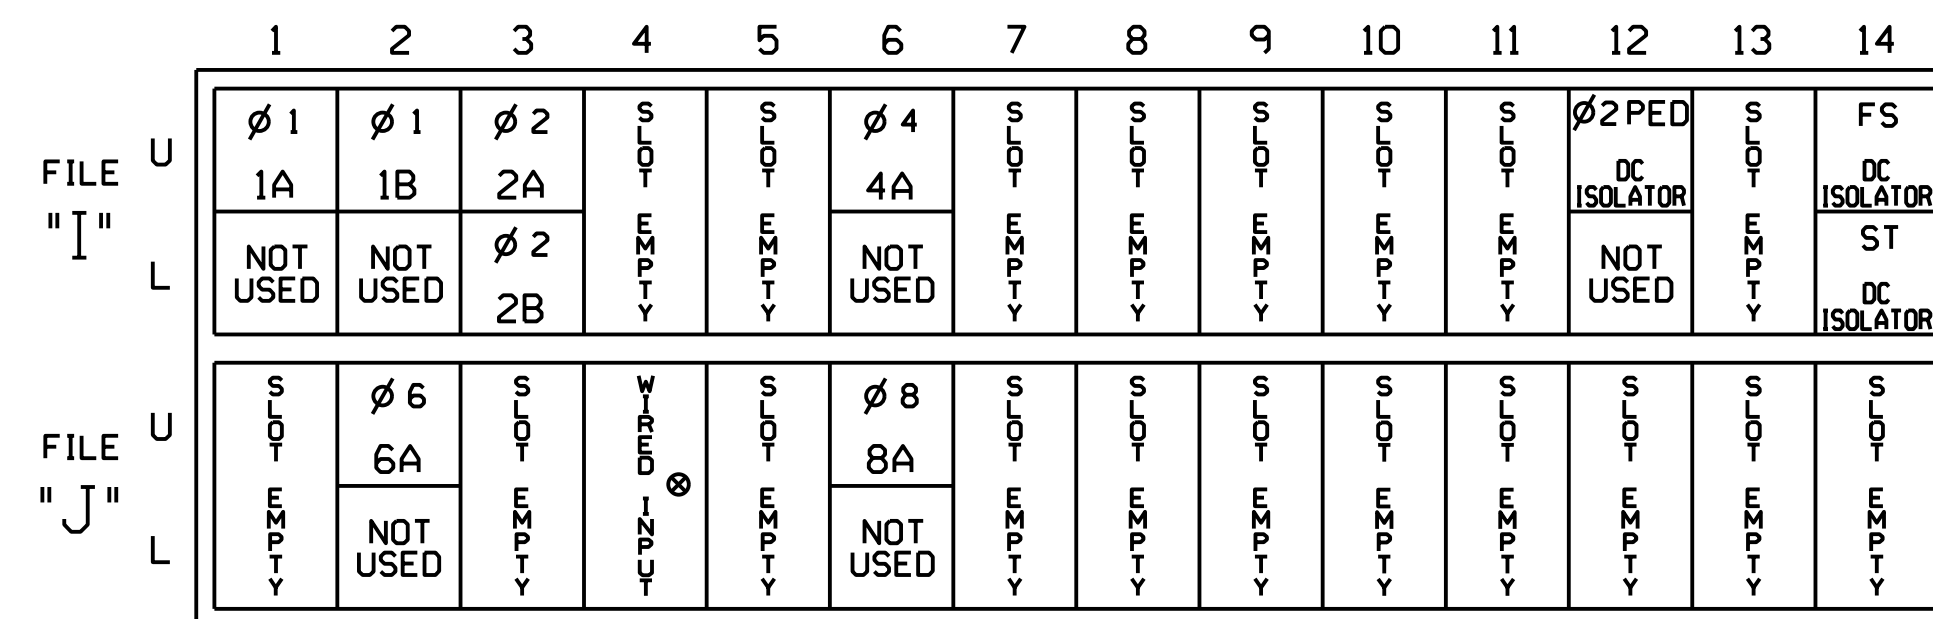 1 2 3 4 5 6 7 8 9 10 11 12 13 14
FILE
"I"
U
L
Ø 1
1A
NOT
USED
Ø 1
1B
NOT
USED
Ø 2
2A
Ø 2
2B
SLOT EMPTY
SLOT EMPTY
Ø 4
4A
NOT
USED
SLOT EMPTY
SLOT EMPTY
SLOT EMPTY
SLOT EMPTY
SLOT EMPTY
Ø2 PED
DC
ISOLATOR
NOT
USED
SLOT EMPTY
FS
DC
ISOLATOR
ST
DC
ISOLATOR
FILE
"J"
U
L
SLOT EMPTY
Ø 6
6A
NOT
USED
SLOT EMPTY
WIRED INPUT
⊗
SLOT EMPTY
Ø 8
8A
NOT
USED
SLOT EMPTY
SLOT EMPTY
SLOT EMPTY
SLOT EMPTY
SLOT EMPTY
SLOT EMPTY
SLOT EMPTY
SLOT EMPTY